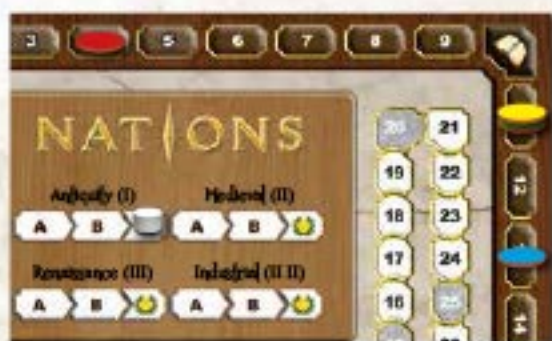 3 5 6 7 8 9
NATIONS
Antiquity (I) Medieval (II)
A B A B
Renaissance (III) Industrial (IIII)
A B A B
20 21
19 22
18 23
17 24
16 25
12
14